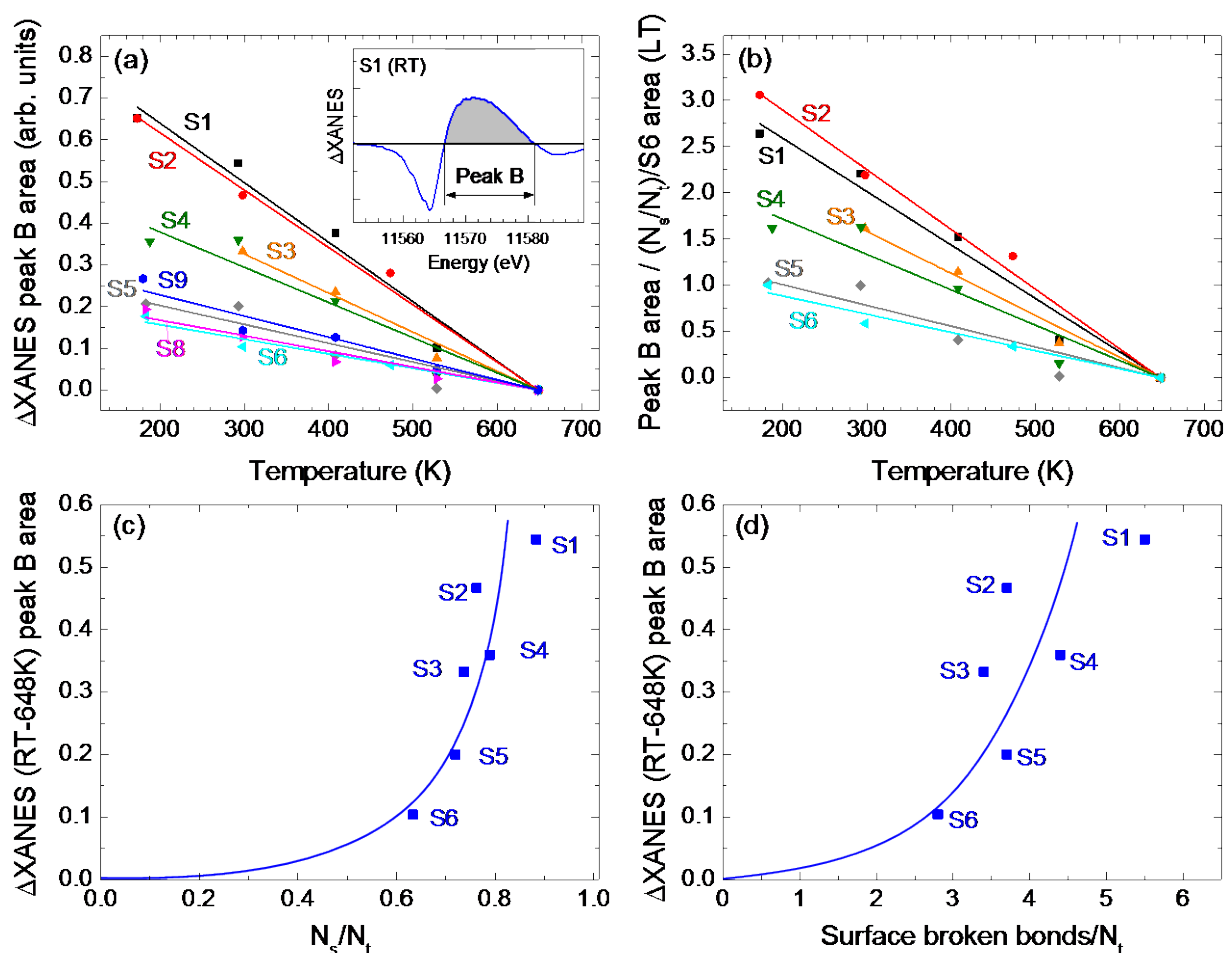 (a)
ΔXANES peak B area (arb. units)
0.8
0.7
0.6
0.5
0.4
0.3
0.2
0.1
0.0
S1
S2
S4
S3
S9
S5
S8
S6
S1 (RT)
ΔXANES
Peak B
11560 11570 11580
Energy (eV)
200 300 400 500 600 700
Temperature (K)
(b)
Peak B area / (Ns/Nt)/S6 area (LT)
3.5
3.0
2.5
2.0
1.5
1.0
0.5
0.0
S2
S1
S4
S3
S5
S6
200 300 400 500 600 700
Temperature (K)
(c)
ΔXANES (RT-648K) peak B area
0.6
0.5
0.4
0.3
0.2
0.1
0.0
S1
S2
S4
S3
S5
S6
0.0 0.2 0.4 0.6 0.8 1.0
Ns/Nt
(d)
ΔXANES (RT-648K) peak B area
0.6
0.5
0.4
0.3
0.2
0.1
0.0
S1
S2
S4
S3
S5
S6
0 1 2 3 4 5 6
Surface broken bonds/Nt